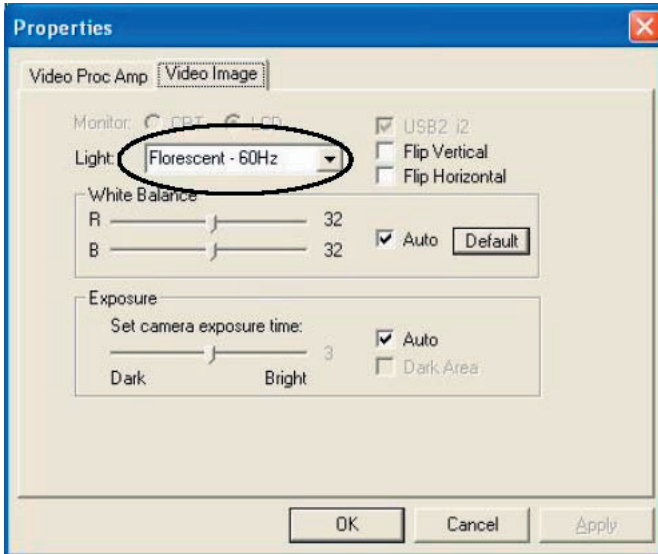 Properties
Video Proc Amp Video Image
Monitor: CRT LCD USB2 i2
Light: Florescent - 60Hz Flip Vertical
Flip Horizontal
White Balance
R 32
B 32 Auto Default
Exposure
Set camera exposure time:
3 Auto
Dark Bright Dark Area
OK Cancel Apply